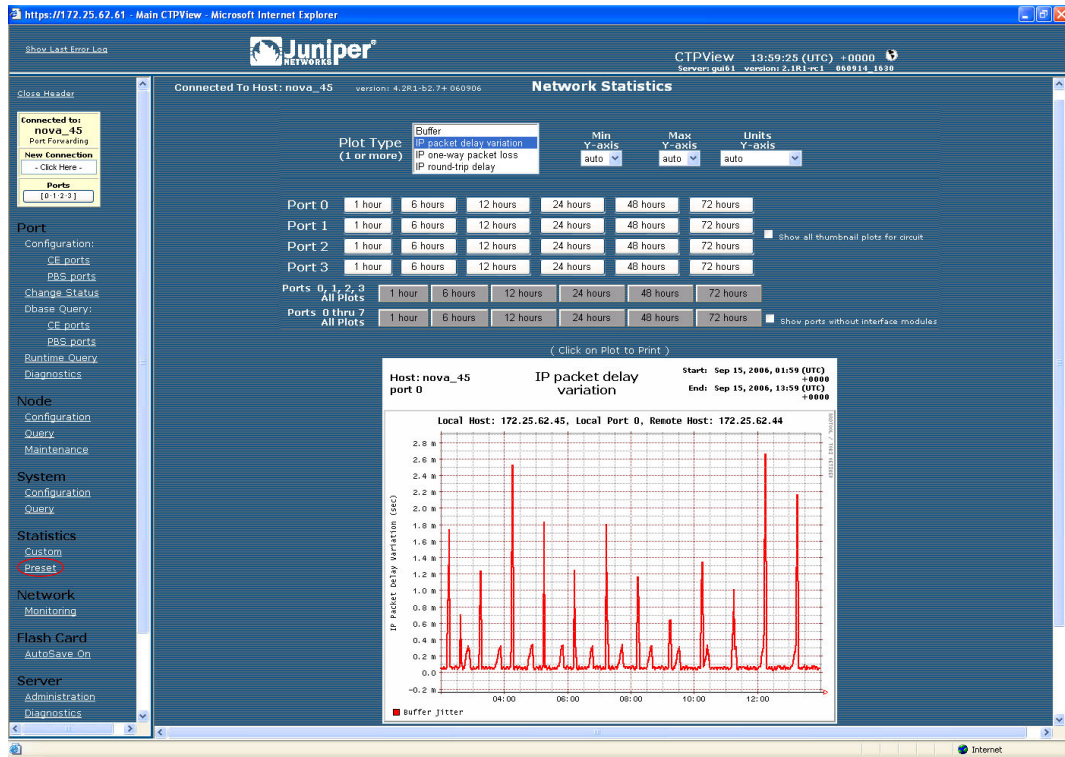 https://172.25.62.61 - Main CTPView - Microsoft Internet Explorer
Show Last Error Log
Juniper
NETWORKS
CTPView 13:59:25 (UTC) +0000
Server: gui61 version: 2.1R1-rc1 060914_1630
Close Header
Connected to:
nova_45
Port Forwarding
New Connection
- Click Here -
Ports
[0-1-2-3]
Port
Configuration:
CE ports
PBS ports
Change Status
Dbase Query:
CE ports
PBS ports
Runtime Query
Diagnostics
Node
Configuration
Query
Maintenance
System
Configuration
Query
Statistics
Custom
Preset
Network
Monitoring
Flash Card
AutoSave On
Server
Administration
Diagnostics
Connected To Host: nova_45 version: 4.2R1-b2.7+ 060906 Network Statistics
Plot Type
(1 or more)
Buffer
IP packet delay variation
IP one-way packet loss
IP round-trip delay
Min
Y-axis
auto
Max
Y-axis
auto
Units
Y-axis
auto
Port 0 1 hour 6 hours 12 hours 24 hours 48 hours 72 hours
Port 1 1 hour 6 hours 12 hours 24 hours 48 hours 72 hours
Port 2 1 hour 6 hours 12 hours 24 hours 48 hours 72 hours
Port 3 1 hour 6 hours 12 hours 24 hours 48 hours 72 hours
Show all thumbnail plots for circuit
Ports 0, 1, 2, 3
All Plots
1 hour 6 hours 12 hours 24 hours 48 hours 72 hours
Ports 0 thru 7
All Plots
1 hour 6 hours 12 hours 24 hours 48 hours 72 hours
Show ports without interface modules
( Click on Plot to Print )
Host: nova_45
port 0
IP packet delay
variation
Start: Sep 15, 2006, 01:59 (UTC)
+0000
End: Sep 15, 2006, 13:59 (UTC)
+0000
Local Host: 172.25.62.45, Local Port 0, Remote Host: 172.25.62.44
RRDTOOL / TOBI OETIKER
IP Packet Delay Variation (sec)
2.8 m
2.6 m
2.4 m
2.2 m
2.0 m
1.8 m
1.6 m
1.4 m
1.2 m
1.0 m
0.8 m
0.6 m
0.4 m
0.2 m
0.0
-0.2 m
04:00 06:00 08:00 10:00 12:00
Buffer Jitter
Internet